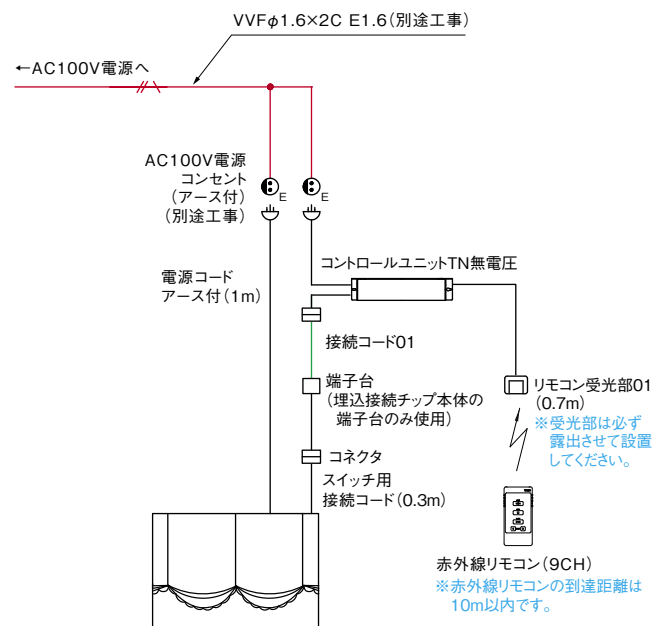 VVFφ1.6×2C E1.6(別途工事)
←AC100V電源へ
AC100V電源
コンセント
(アース付)
(別途工事)
E
E
コントロールユニットTN無電圧
電源コード
アース付(1m)
接続コード01
端子台
(埋込接続チップ本体の
端子台のみ使用)
リモコン受光部01
(0.7m)
※受光部は必ず
露出させて設置
してください。
コネクタ
スイッチ用
接続コード(0.3m)
赤外線リモコン(9CH)
※赤外線リモコンの到達距離は
10m以内です。